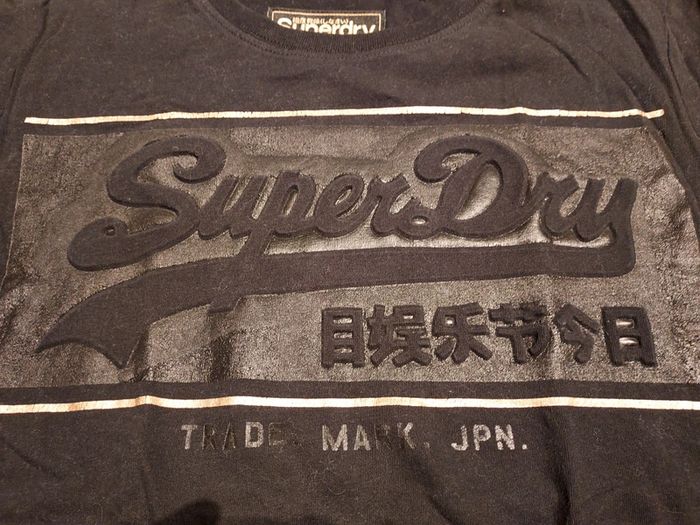 Superdry
SuperDry
目娱乐节今日
TRADE. MARK. JPN.